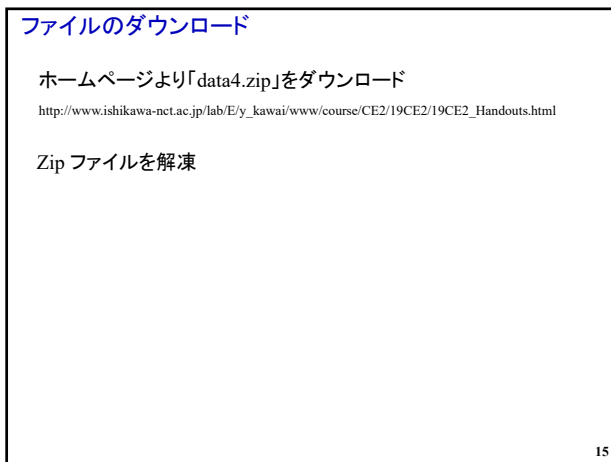 ファイルのダウンロード
ホームページより「data4.zip」をダウンロード
http://www.ishikawa-nct.ac.jp/lab/E/y_kawai/www/course/CE2/19CE2/19CE2_Handouts.html
Zip ファイルを解凍
15